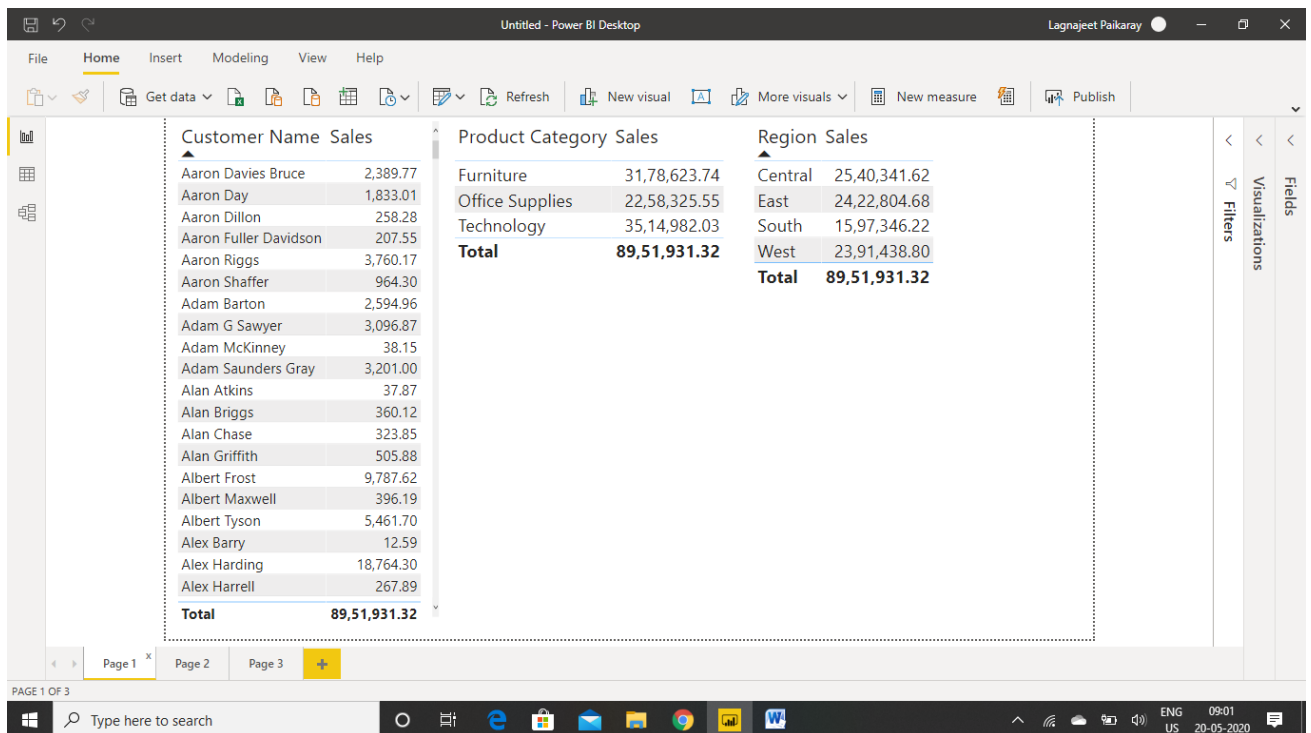 Untitled - Power BI Desktop
Lagnajeet Paikaray
File Home Insert Modeling View Help
Get data Refresh New visual A More visuals New measure Publish
Customer Name Sales
Aaron Davies Bruce 2,389.77
Aaron Day 1,833.01
Aaron Dillon 258.28
Aaron Fuller Davidson 207.55
Aaron Riggs 3,760.17
Aaron Shaffer 964.30
Adam Barton 2,594.96
Adam G Sawyer 3,096.87
Adam McKinney 38.15
Adam Saunders Gray 3,201.00
Alan Atkins 37.87
Alan Briggs 360.12
Alan Chase 323.85
Alan Griffith 505.88
Albert Frost 9,787.62
Albert Maxwell 396.19
Albert Tyson 5,461.70
Alex Barry 12.59
Alex Harding 18,764.30
Alex Harrell 267.89
Total 89,51,931.32
Product Category Sales
Furniture 31,78,623.74
Office Supplies 22,58,325.55
Technology 35,14,982.03
Total 89,51,931.32
Region Sales
Central 25,40,341.62
East 24,22,804.68
South 15,97,346.22
West 23,91,438.80
Total 89,51,931.32
Filters
Visualizations
Fields
Page 1 x Page 2 Page 3 +
PAGE 1 OF 3
Type here to search
W
ENG
US
09:01
20-05-2020